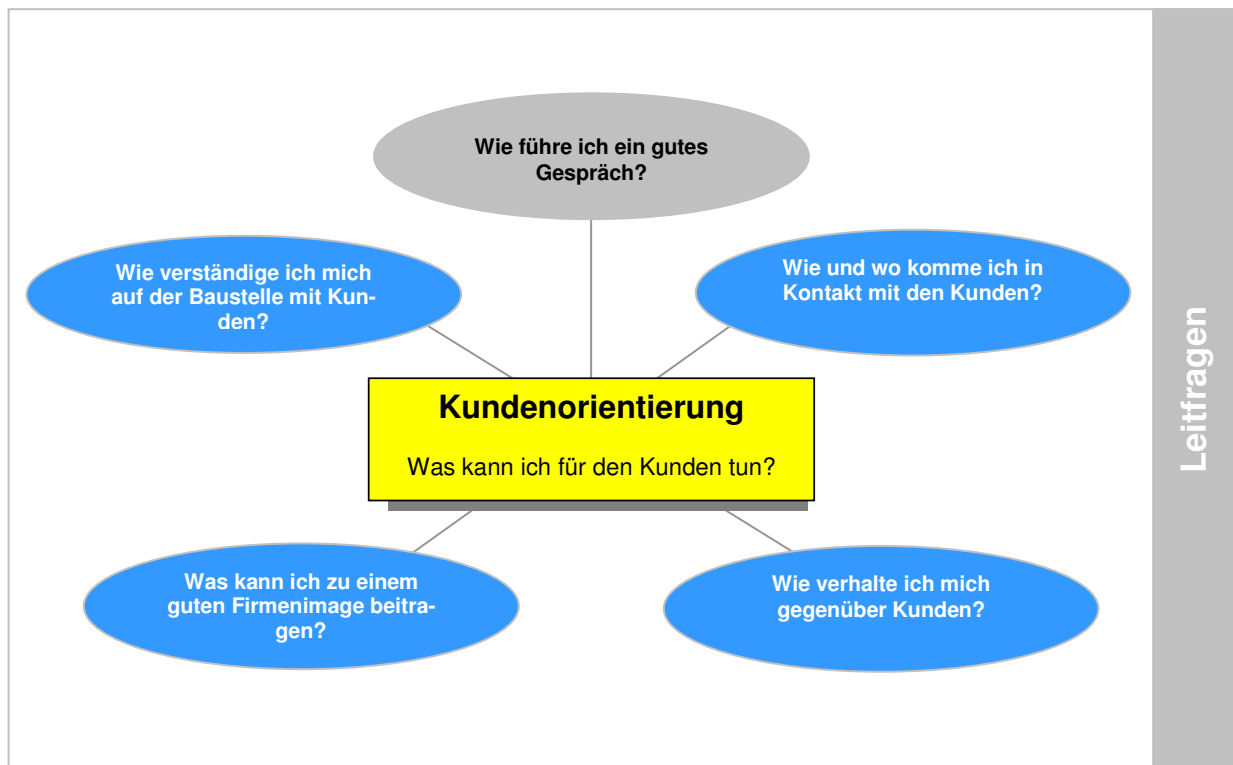 Wie führe ich ein gutes
Gespräch?
Wie verständige ich mich
auf der Baustelle mit Kun-
den?
Wie und wo komme ich in
Kontakt mit den Kunden?
Kundenorientierung
Was kann ich für den Kunden tun?
Was kann ich zu einem
guten Firmenimage beitra-
gen?
Wie verhalte ich mich
gegenüber Kunden?
Leitfragen